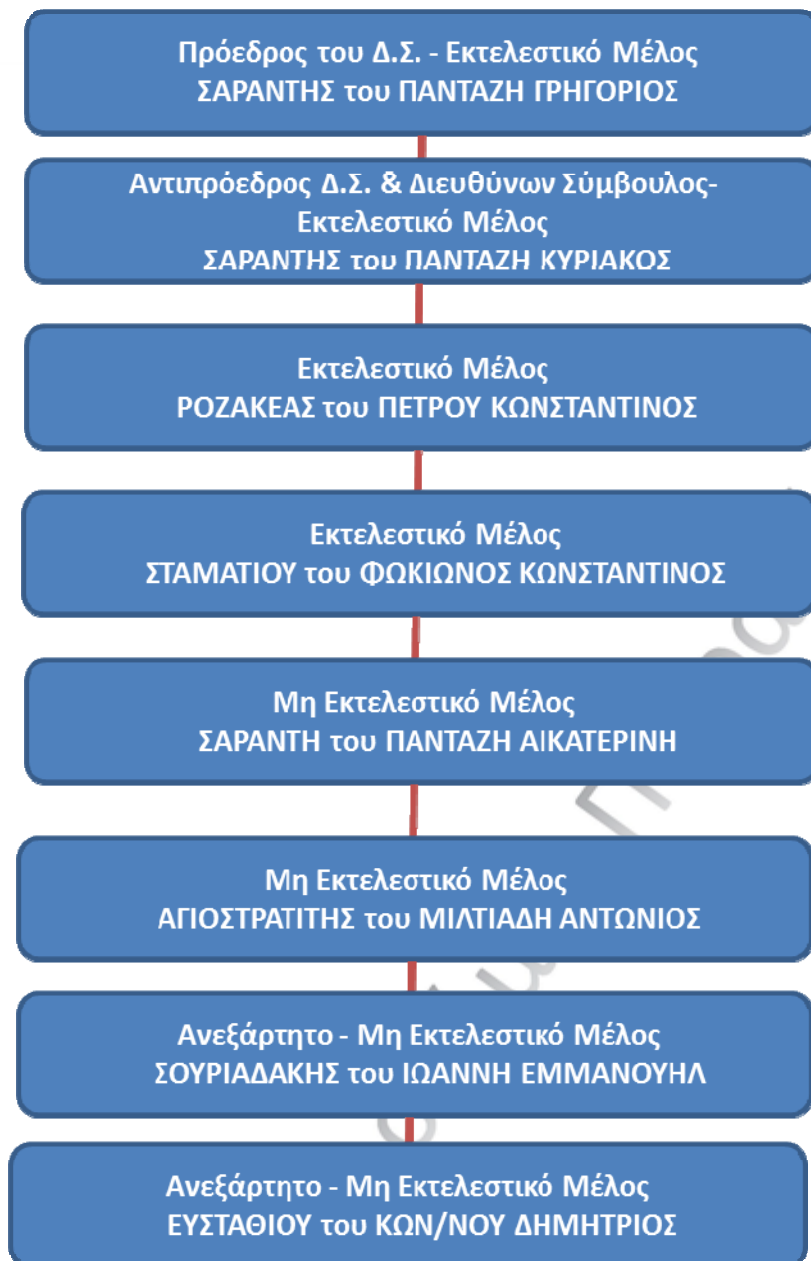 Πρόεδρος του Δ.Σ. - Εκτελεστικό Μέλος
ΣΑΡΑΝΤΗΣ του ΠΑΝΤΑΖΗ ΓΡΗΓΟΡΙΟΣ
Αντιπρόεδρος Δ.Σ. & Διευθύνων Σύμβουλος-
Εκτελεστικό Μέλος
ΣΑΡΑΝΤΗΣ του ΠΑΝΤΑΖΗ ΚΥΡΙΑΚΟΣ
Εκτελεστικό Μέλος
ΡΟΖΑΚΕΑΣ του ΠΕΤΡΟΥ ΚΩΝΣΤΑΝΤΙΝΟΣ
Εκτελεστικό Μέλος
ΣΤΑΜΑΤΙΟΥ του ΦΩΚΙΩΝΟΣ ΚΩΝΣΤΑΝΤΙΝΟΣ
Μη Εκτελεστικό Μέλος
ΣΑΡΑΝΤΗ του ΠΑΝΤΑΖΗ ΑΙΚΑΤΕΡΙΝΗ
Μη Εκτελεστικό Μέλος
ΑΓΙΟΣΤΡΑΤΙΤΗΣ του ΜΙΛΤΙΑΔΗ ΑΝΤΩΝΙΟΣ
Ανεξάρτητο - Μη Εκτελεστικό Μέλος
ΣΟΥΡΙΑΔΑΚΗΣ του ΙΩΑΝΝΗ ΕΜΜΑΝΟΥΗΛ
Ανεξάρτητο - Μη Εκτελεστικό Μέλος
ΕΥΣΤΑΘΙΟΥ του ΚΩΝ/ΝΟΥ ΔΗΜΗΤΡΙΟΣ